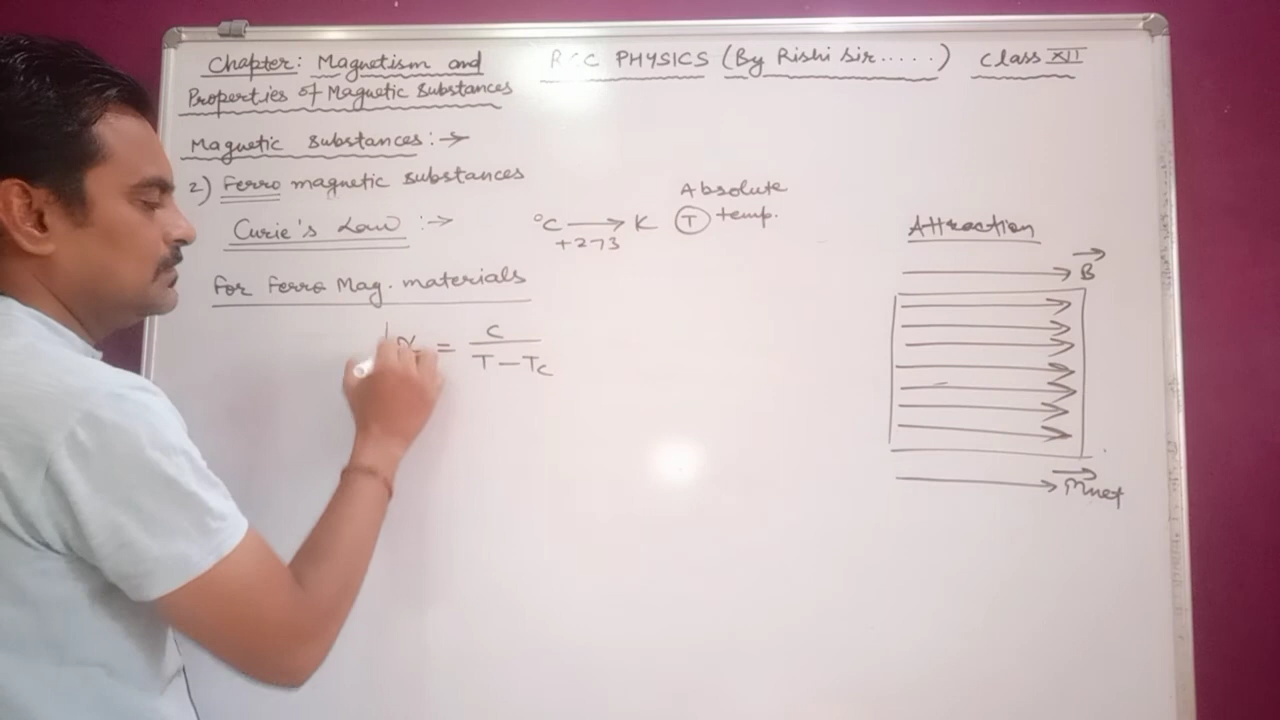 Chapter: Magnetism and
Properties of Magnetic Substances
PHYSICS (By Rishi Sir.....) Class XII
Magnetic Substances:→
2) Ferro magnetic substances
Curie's Law :→
°C → K
+273
Absolute
T temp.
For Ferro Mag. materials
χ = C / T - Tc
Attraction
B
Mnet